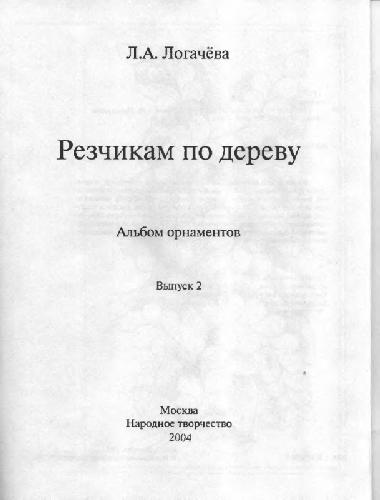 Л.А. Логачёва
Резчикам по дереву
Альбом орнаментов
Выпуск 2
Москва
Народное творчество
2004